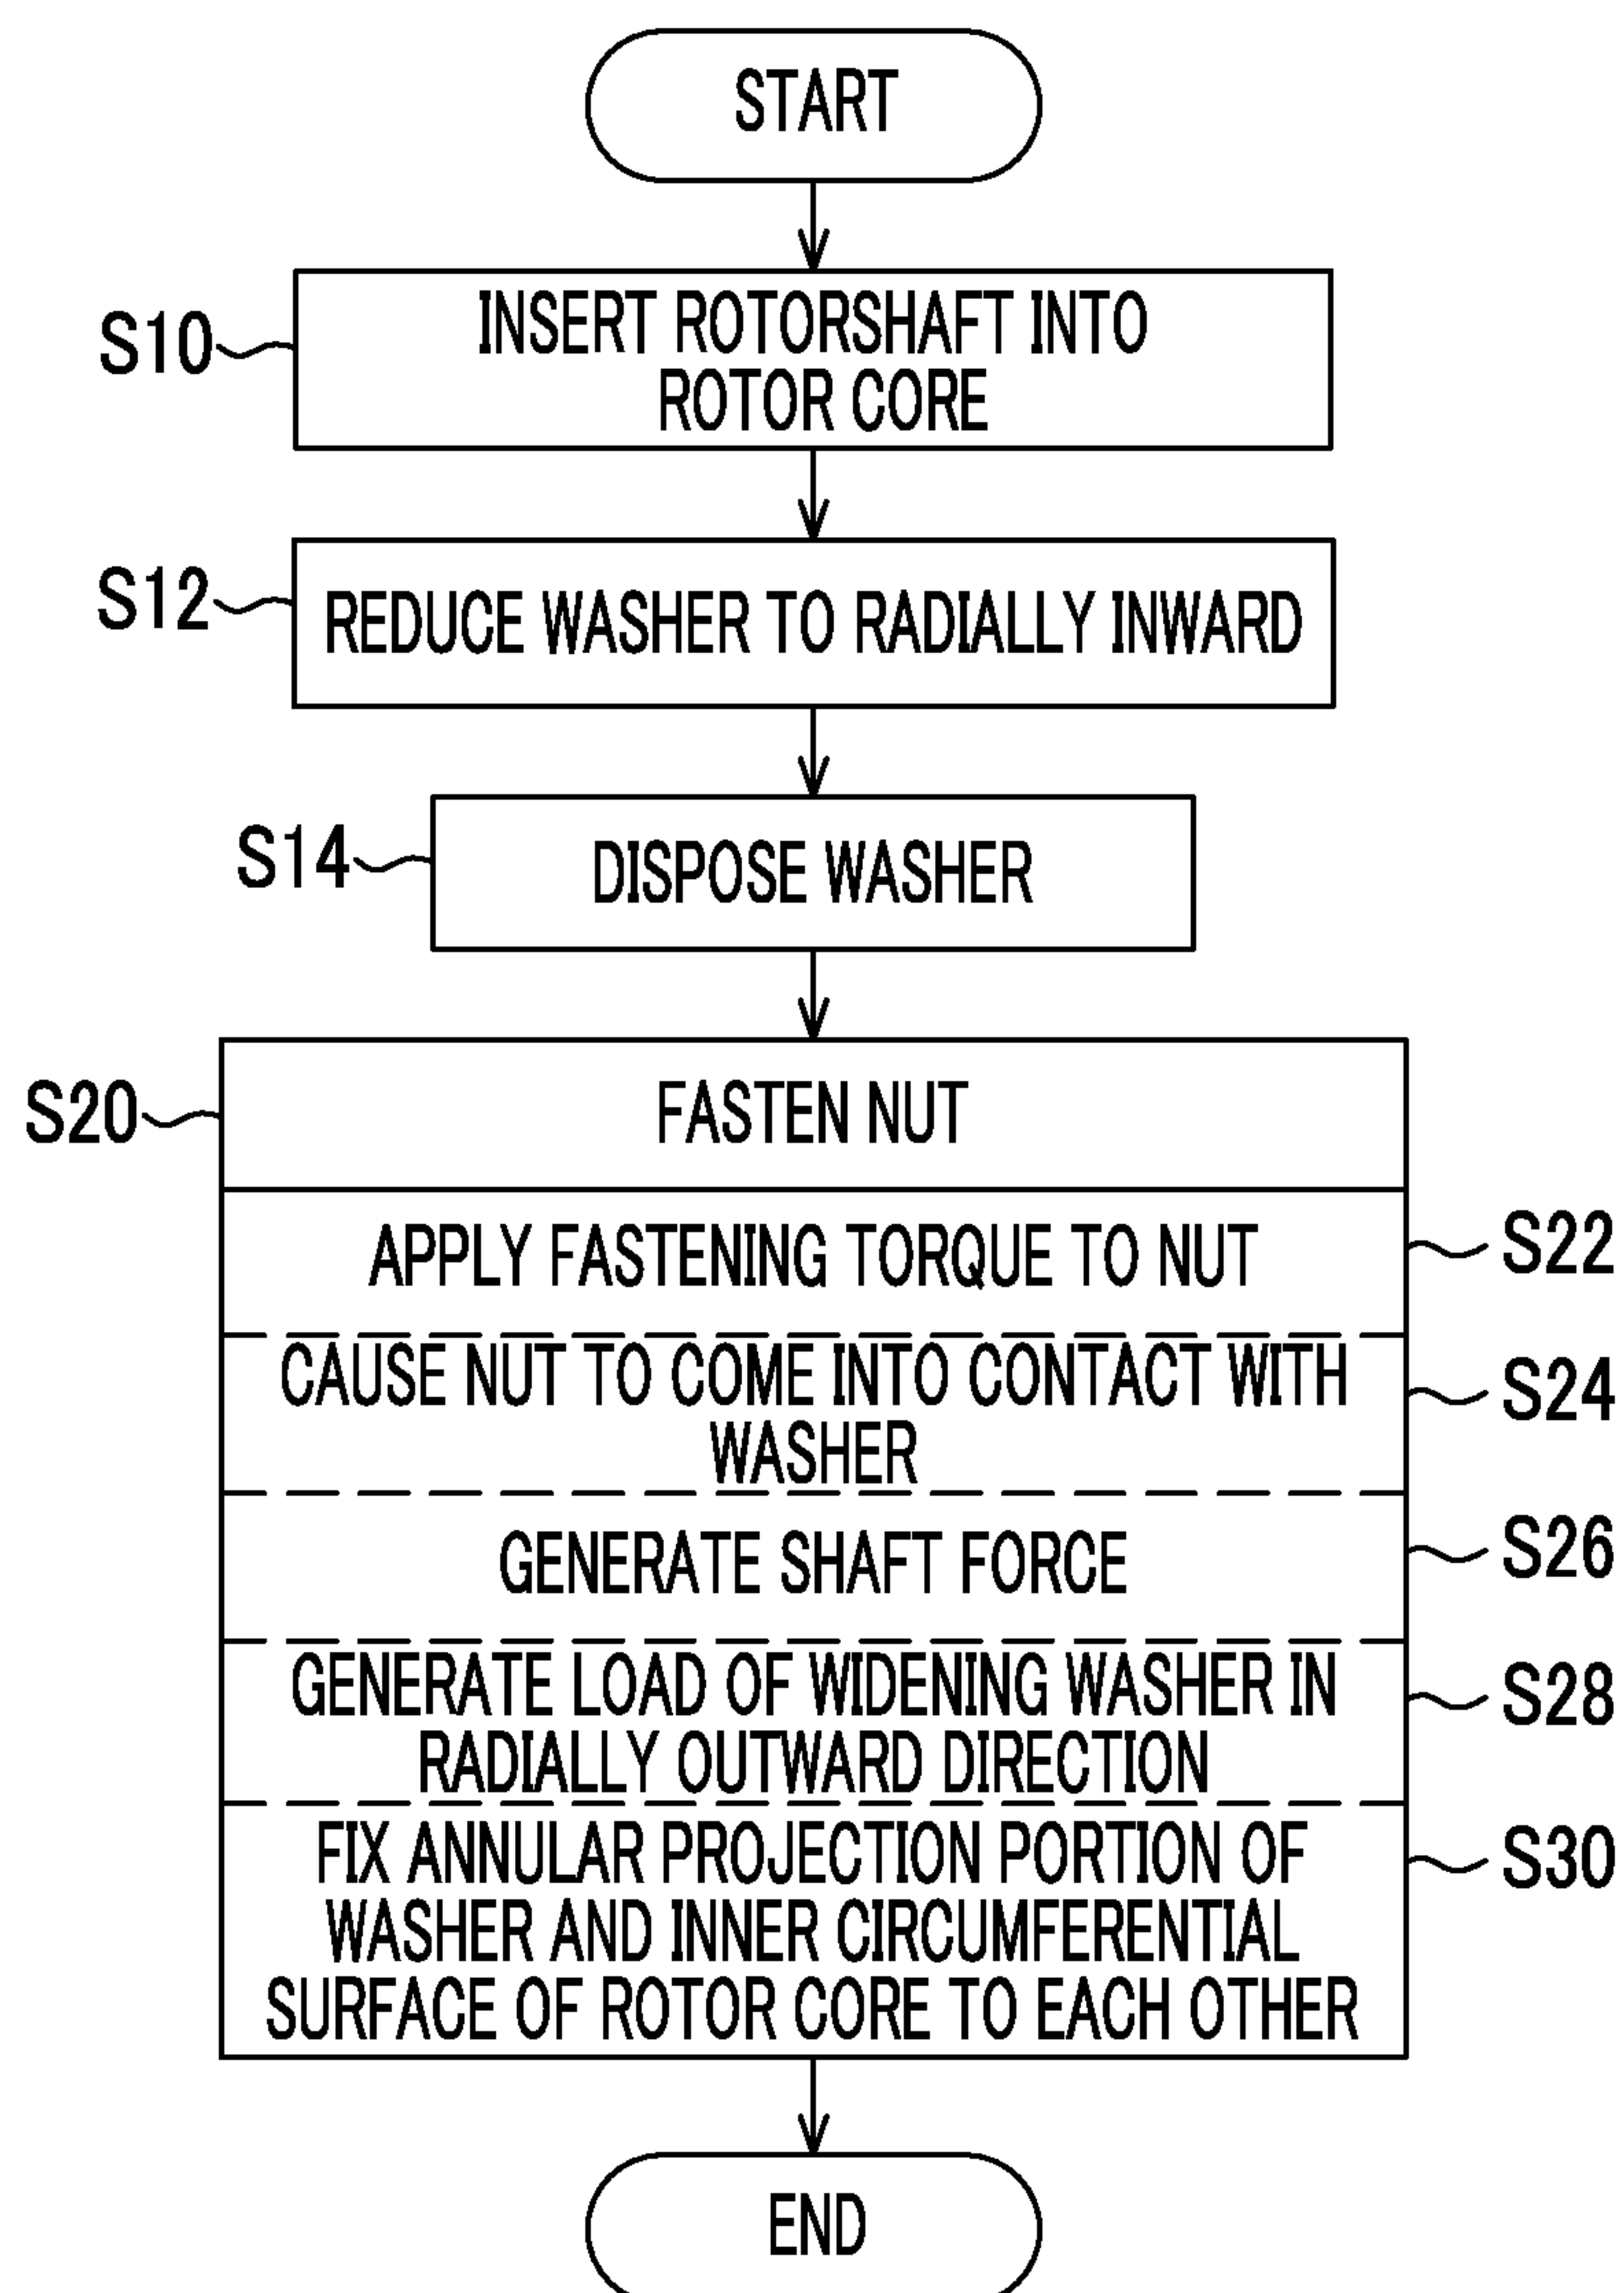 START
S10
INSERT ROTORSHAFT INTO
ROTOR CORE
S12
REDUCE WASHER TO RADIALLY INWARD
S14
DISPOSE WASHER
S20
FASTEN NUT
APPLY FASTENING TORQUE TO NUT
S22
CAUSE NUT TO COME INTO CONTACT WITH
WASHER
S24
GENERATE SHAFT FORCE
S26
GENERATE LOAD OF WIDENING WASHER IN
RADIALLY OUTWARD DIRECTION
S28
FIX ANNULAR PROJECTION PORTION OF
WASHER AND INNER CIRCUMFERENTIAL
SURFACE OF ROTOR CORE TO EACH OTHER
S30
END